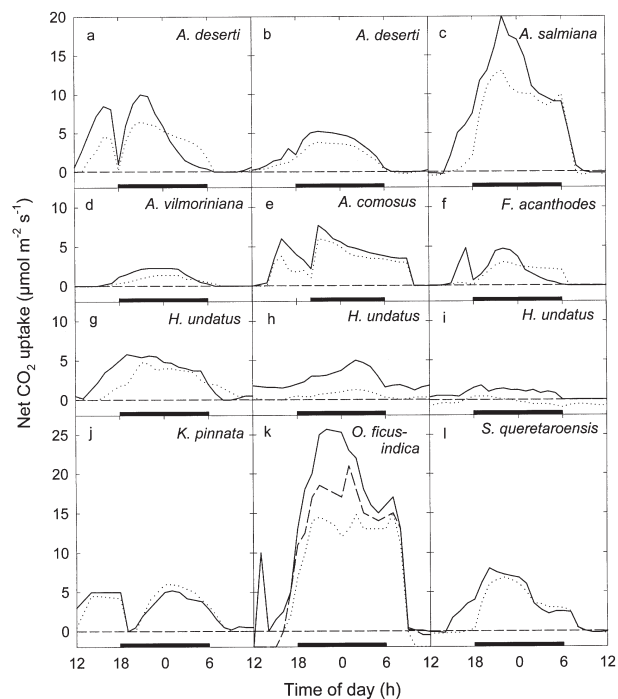 a A. deserti
b A. deserti
c A. salmiana
20
15
10
5
0
d A. vilmoriniana
e A. comosus
f F. acanthodes
10
5
0
g H. undatus
h H. undatus
i H. undatus
10
5
0
j K. pinnata
k O. ficus-
indica
l S. queretaroensis
25
20
15
10
5
0
12 18 0 6 12 18 0 6 12 18 0 6 12
Net CO₂ uptake (μmol m⁻² s⁻¹)
Time of day (h)